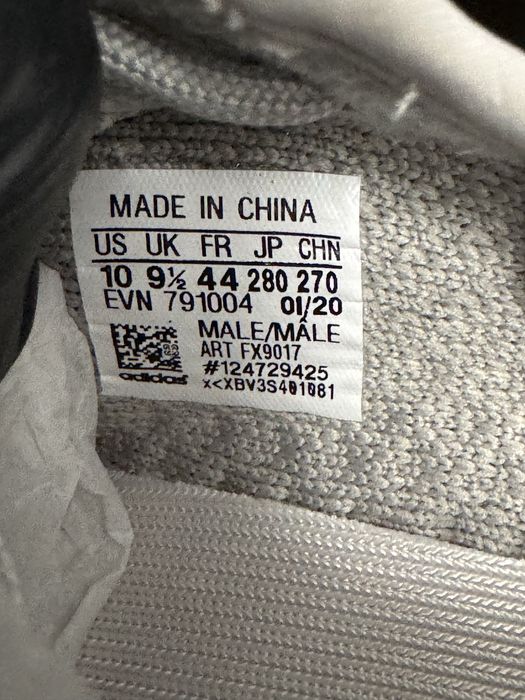 MADE IN CHINA
US UK FR JP CHN
10 9½ 44 280 270
EVN 791004 01/20
MALE/MÂLE
ART FX9017
#124729425
adidas x<XBV3S401081